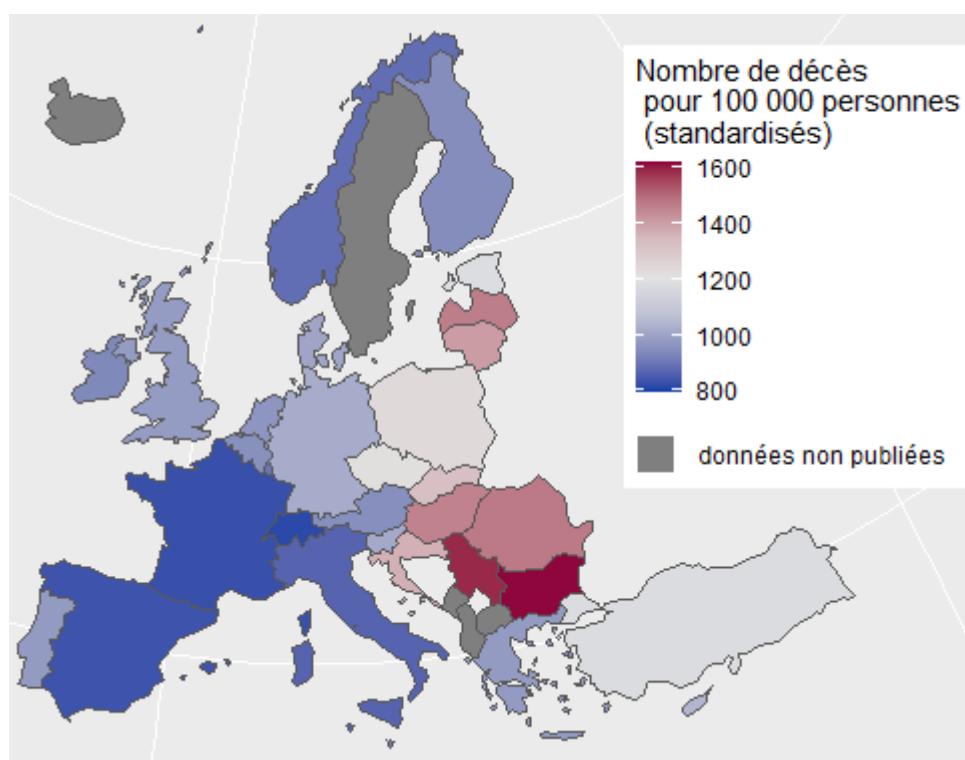 Nombre de décès
pour 100 000 personnes
(standardisés)
1600
1400
1200
1000
800
données non publiées